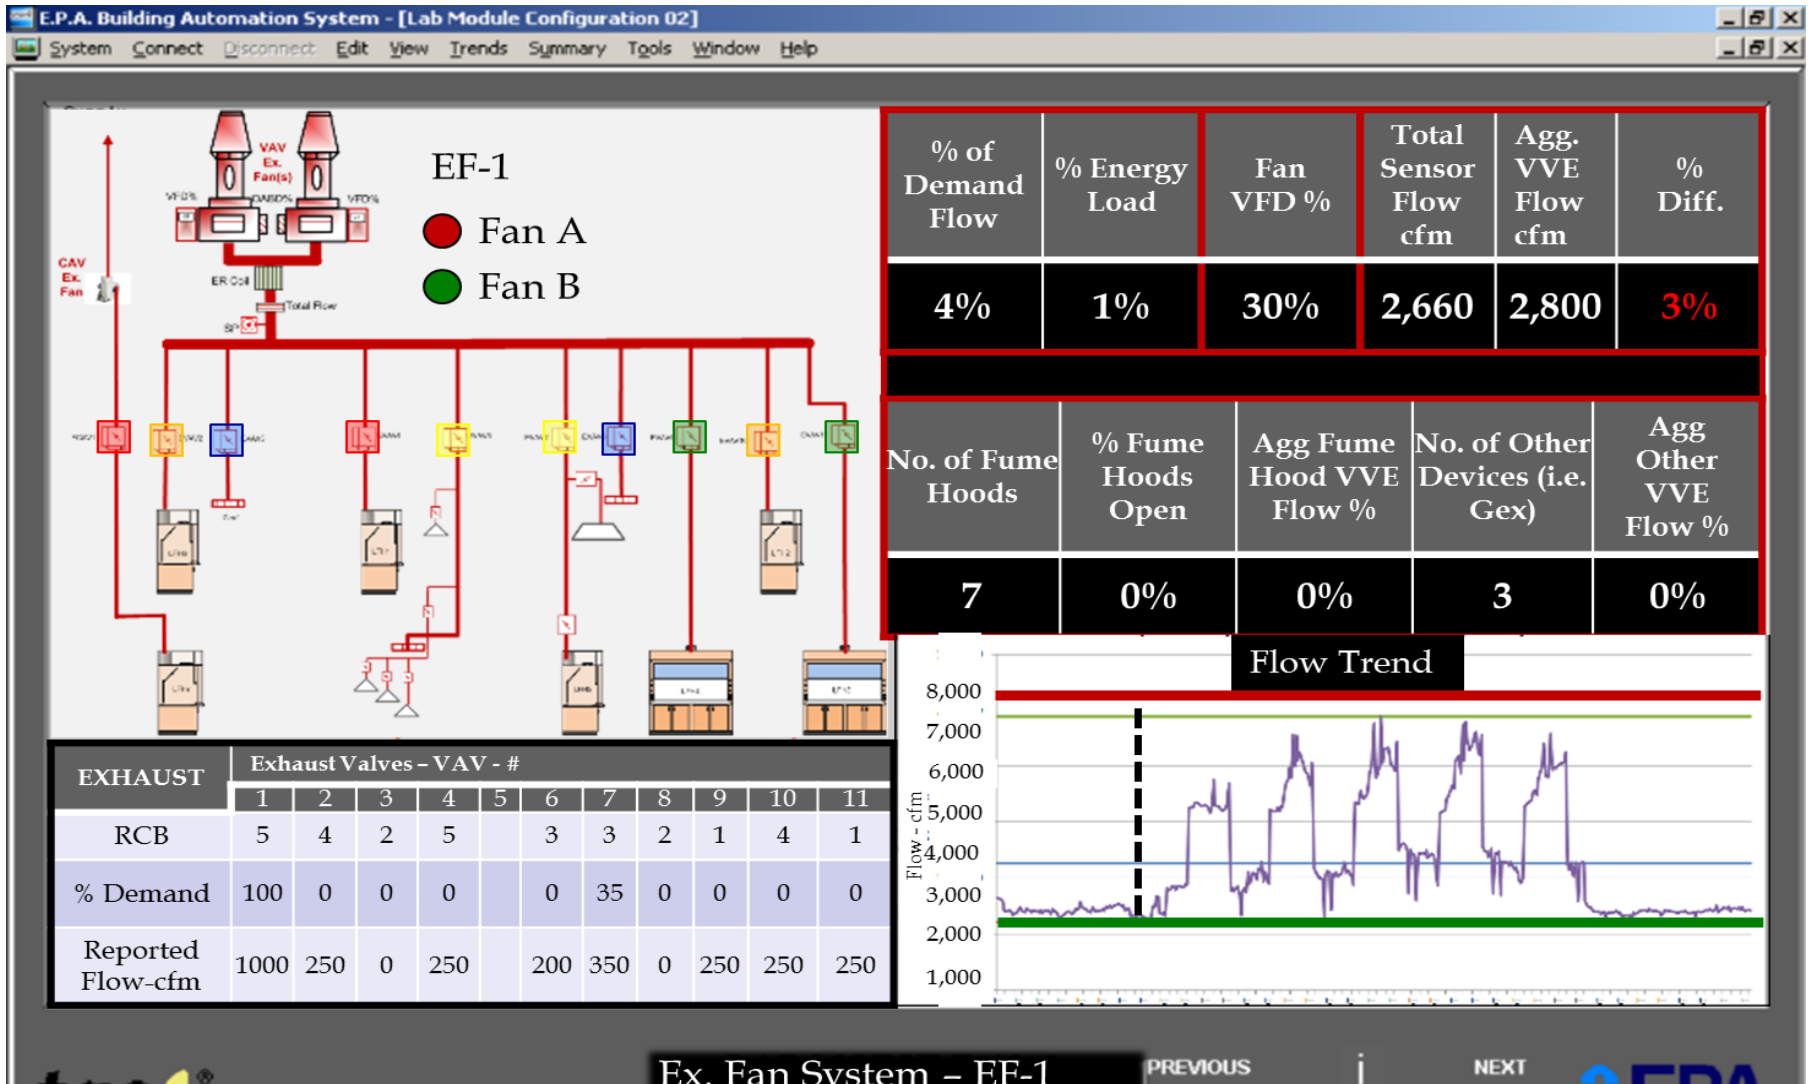 E.P.A. Building Automation System - [Lab Module Configuration 02]
System Connect Disconnect Edit View Trends Summary Tools Window Help
VAV
Ex.
Fan(s)
VFD% VFD%
EF-1
Fan A
Fan B
CAV
Ex.
Fan
ER Coil
Total Flow
SP
% of
Demand
Flow
% Energy
Load
Fan
VFD %
Total
Sensor
Flow
cfm
Agg.
VVE
Flow
cfm
%
Diff.
4% 1% 30% 2,660 2,800 3%
No. of Fume
Hoods
% Fume
Hoods
Open
Agg Fume
Hood VVE
Flow %
No. of Other
Devices (i.e.
Gex)
Agg
Other
VVE
Flow %
7 0% 0% 3 0%
EXHAUST Exhaust Valves – VAV - #
1 2 3 4 5 6 7 8 9 10 11
RCB 5 4 2 5 3 3 2 1 4 1
% Demand 100 0 0 0 0 35 0 0 0 0
Reported
Flow-cfm
1000 250 0 250 200 350 0 250 250 250
Flow Trend
Flow - cfm
8,000
7,000
6,000
5,000
4,000
3,000
2,000
1,000
Ex. Fan System – EF-1
PREVIOUS i NEXT
EPA